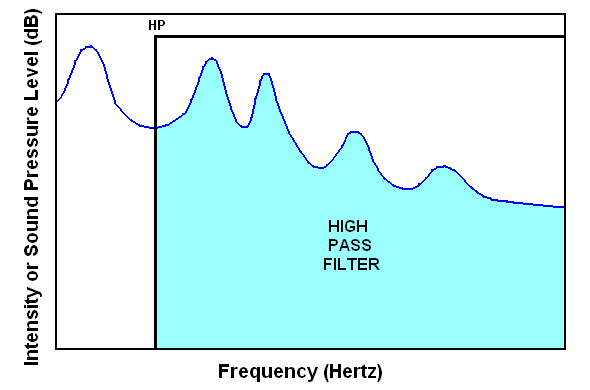 HP
Intensity or Sound Pressure Level (dB)
HIGH
PASS
FILTER
Frequency (Hertz)